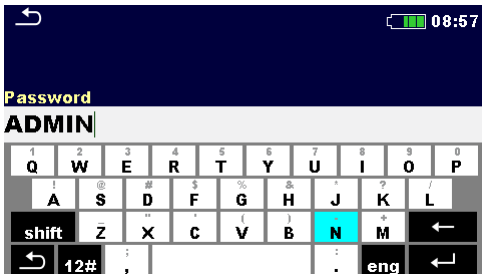 08:57
Password
ADMIN
1 2 3 4 5 6 7 8 9 0
Q W E R T Y U I O P
! @ # $ % & * ? /
A S D F G H J K L
- " ' ( ) - +
shift Z X C V B N M
; :
12# , . eng